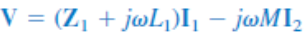 V = (Z₁ + jωL₁)I₁ − jωMI₂